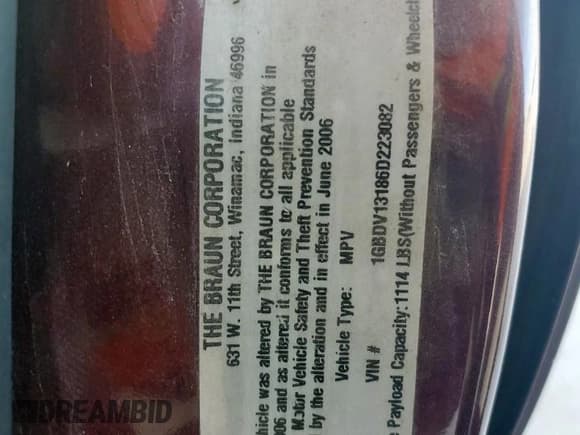 THE BRAUN CORPORATION
631 W. 11th Street, Winamac, Indiana 46996
hicle was altered by THE BRAUN CORPORATION in
006 and as altered it conforms to all applicable
Motor Vehicle Safety and Theft Prevention Standards
by the alteration and in effect in June 2006
Vehicle Type: MPV
VIN # 1GBDV13186D223082
e Payload Capacity: 1114 LBS(Without Passengers & Wheelch
DREAMBID